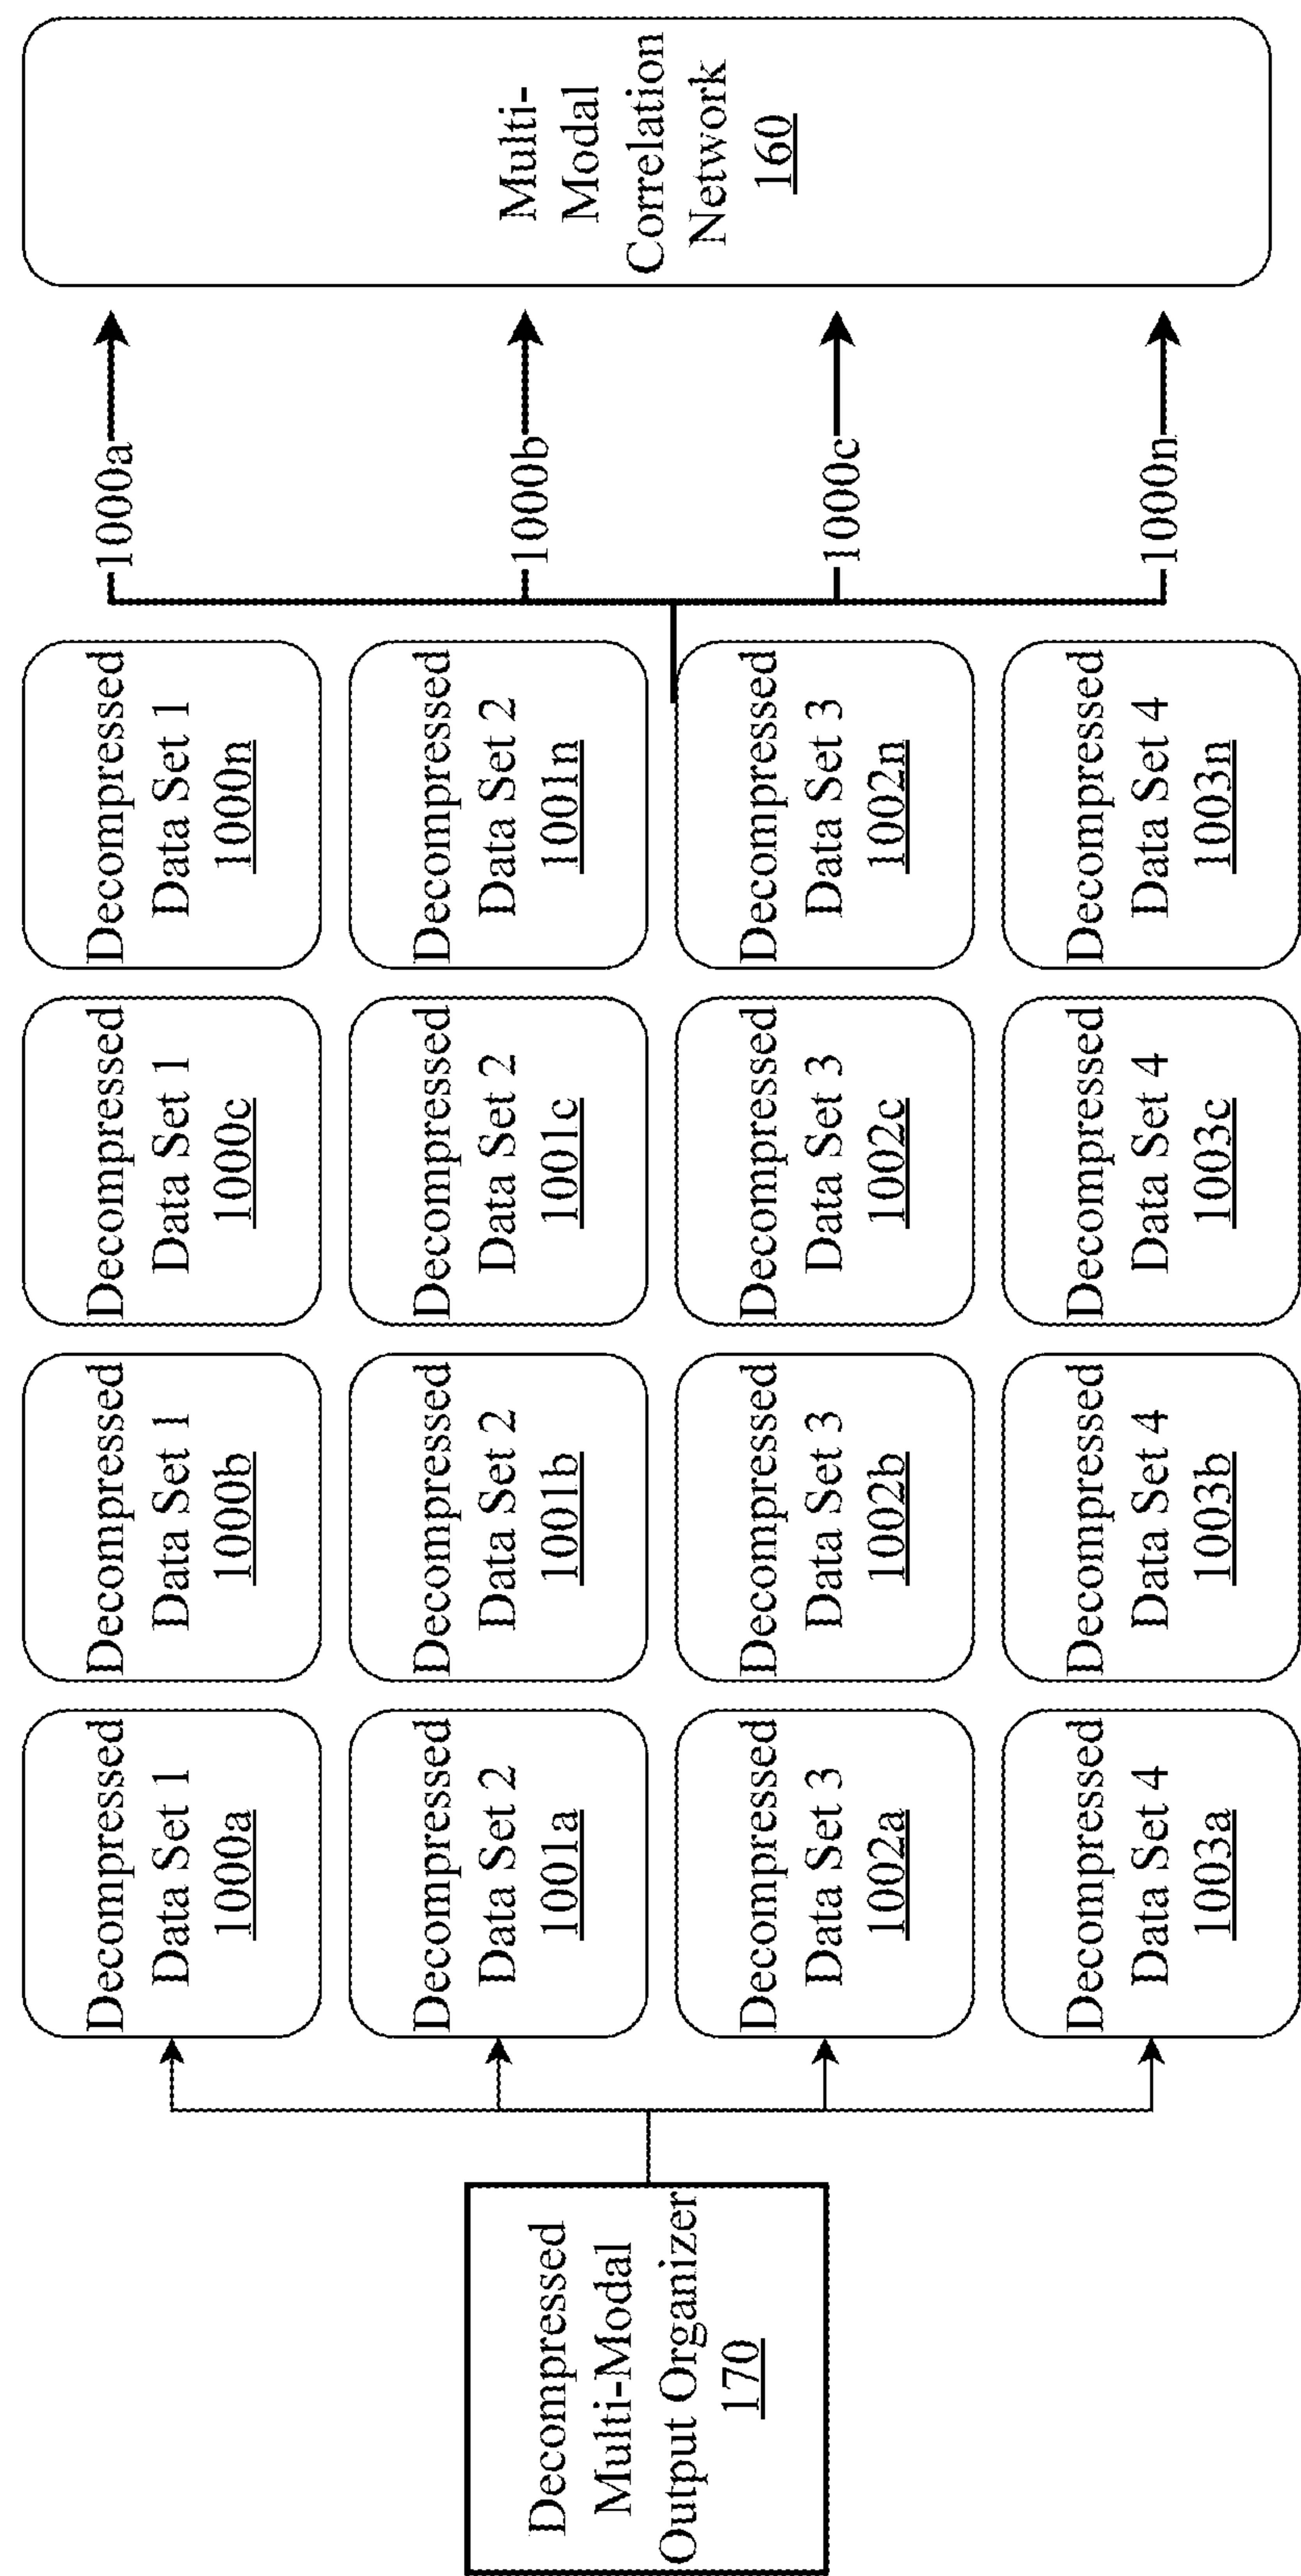 Decompressed
Multi-Modal
Output Organizer
170
Decompressed
Data Set 1
1000a
Decompressed
Data Set 1
1000b
Decompressed
Data Set 1
1000c
Decompressed
Data Set 1
1000n
Decompressed
Data Set 2
1001a
Decompressed
Data Set 2
1001b
Decompressed
Data Set 2
1001c
Decompressed
Data Set 2
1001n
Decompressed
Data Set 3
1002a
Decompressed
Data Set 3
1002b
Decompressed
Data Set 3
1002c
Decompressed
Data Set 3
1002n
Decompressed
Data Set 4
1003a
Decompressed
Data Set 4
1003b
Decompressed
Data Set 4
1003c
Decompressed
Data Set 4
1003n
1000a
1000b
1000c
1000n
Multi-
Modal
Correlation
Network
160